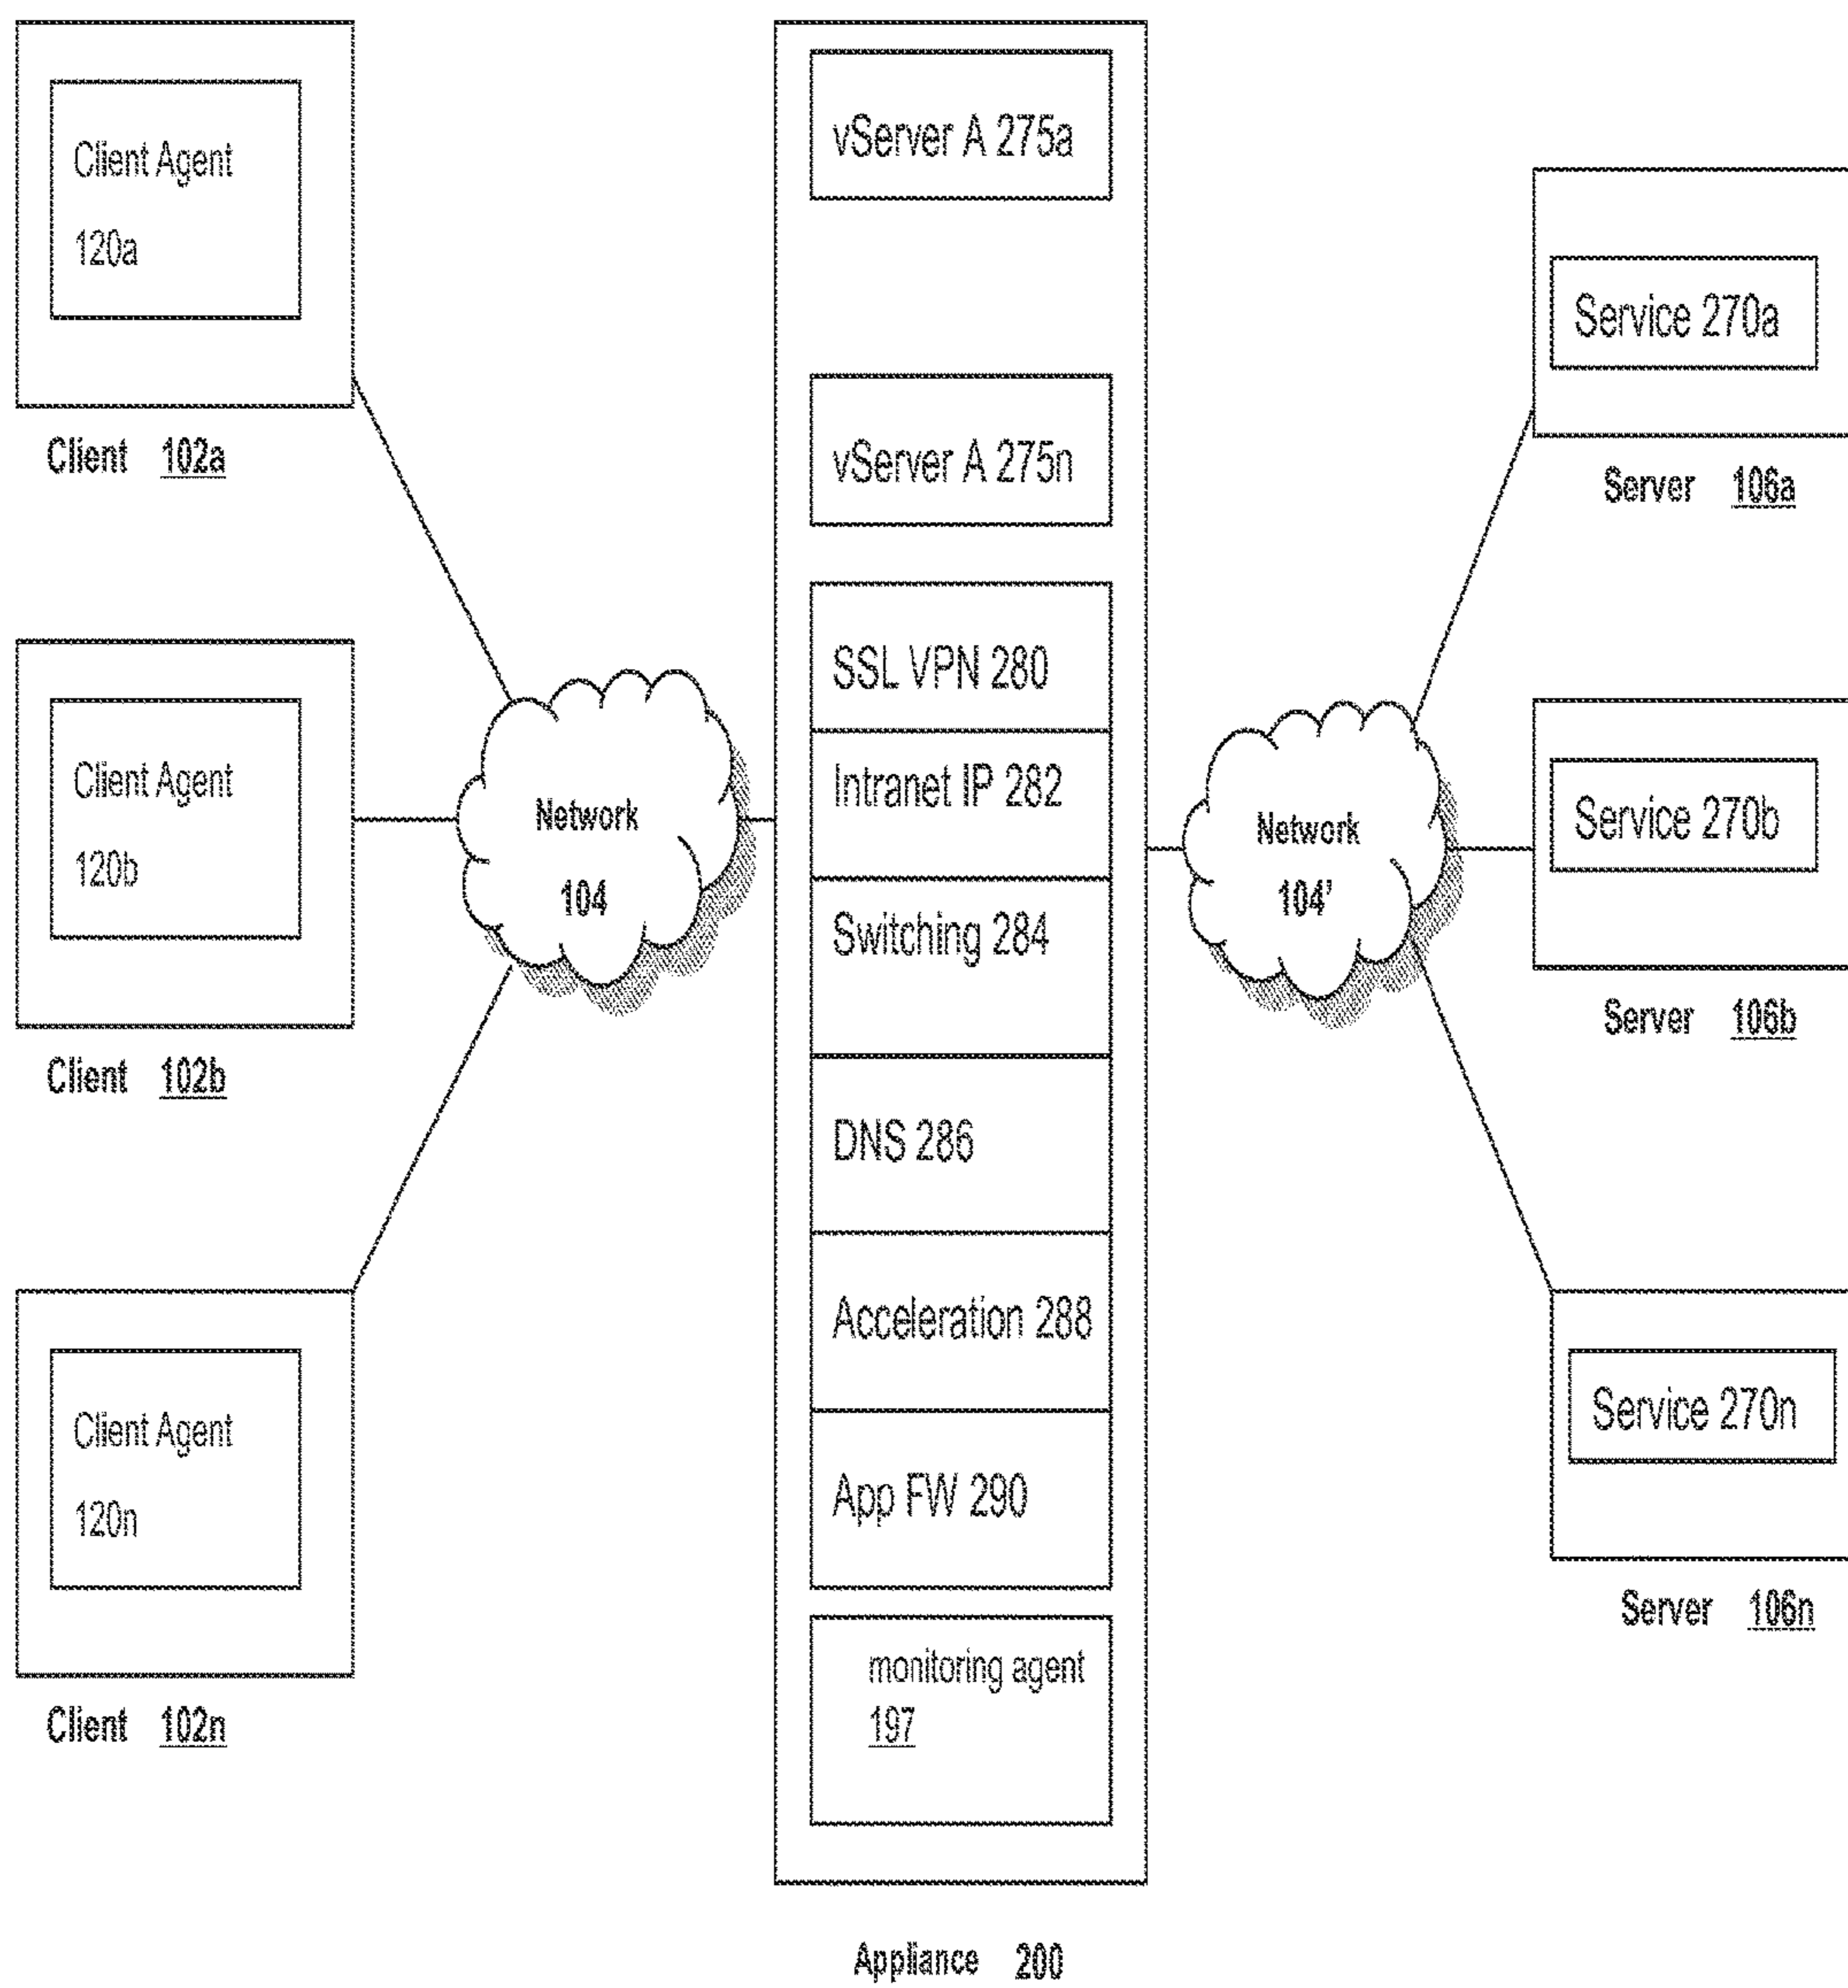 Client Agent
120a
Client 102a
Client Agent
120b
Client 102b
Client Agent
120n
Client 102n
Network
104
vServer A 275a
vServer A 275n
SSL VPN 280
Intranet IP 282
Switching 284
DNS 286
Acceleration 288
App FW 290
monitoring agent
197
Appliance 200
Network
104'
Service 270a
Server 106a
Service 270b
Server 106b
Service 270n
Server 106n